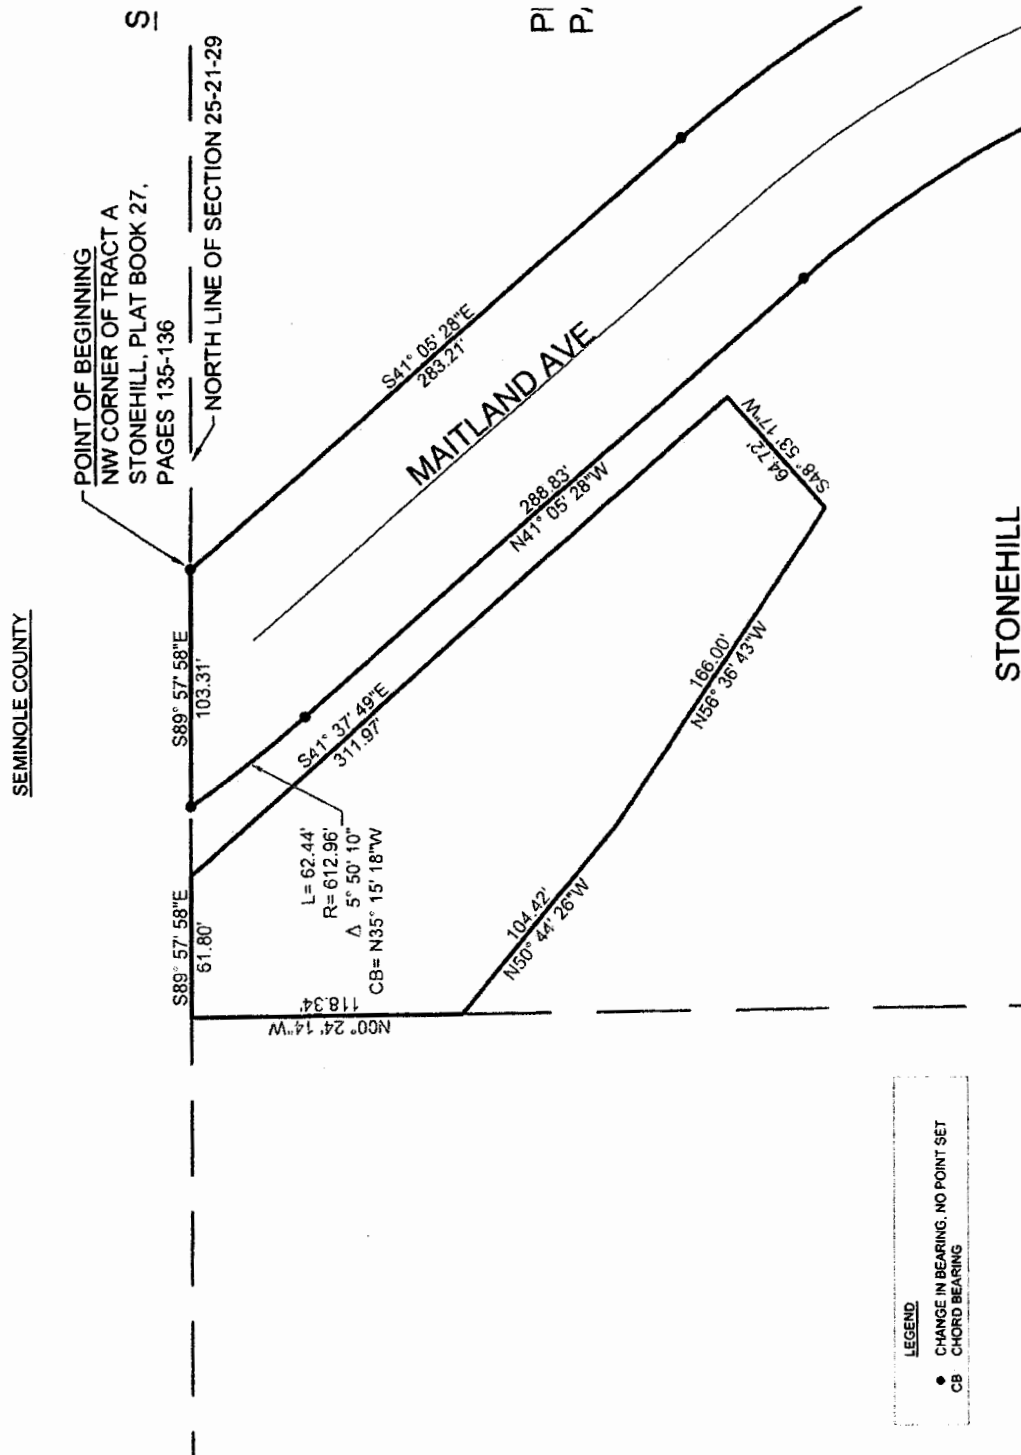 SEMINOLE COUNTY
S
POINT OF BEGINNING
NW CORNER OF TRACT A
STONEHILL, PLAT BOOK 27,
PAGES 135-136
NORTH LINE OF SECTION 25-21-29
S89° 57' 58"E
103.31'
S89° 57' 58"E
61.80'
S41° 05' 28"E
283.21'
MAITLAND AVE
288.83'
N41° 05' 28"W
S41° 37' 49"E
311.97'
L= 62.44'
R= 612.96'
Δ 5° 50' 10"
CB= N35° 15' 18"W
N00° 24' 14"W
118.34'
104.42'
N50° 44' 26"W
166.00'
N56° 36' 43"W
64.72'
S48° 53' 17"W
STONEHILL
LEGEND
● CHANGE IN BEARING, NO POINT SET
CB CHORD BEARING